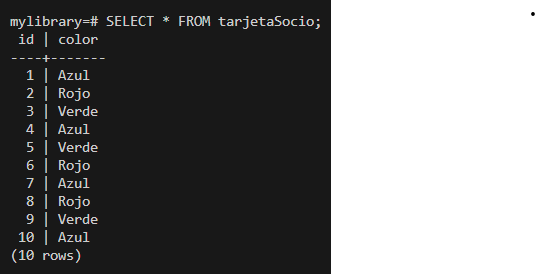 mylibrary=# SELECT * FROM tarjetaSocio;
 id | color
----+-------
  1 | Azul
  2 | Rojo
  3 | Verde
  4 | Azul
  5 | Verde
  6 | Rojo
  7 | Azul
  8 | Rojo
  9 | Verde
 10 | Azul
(10 rows)